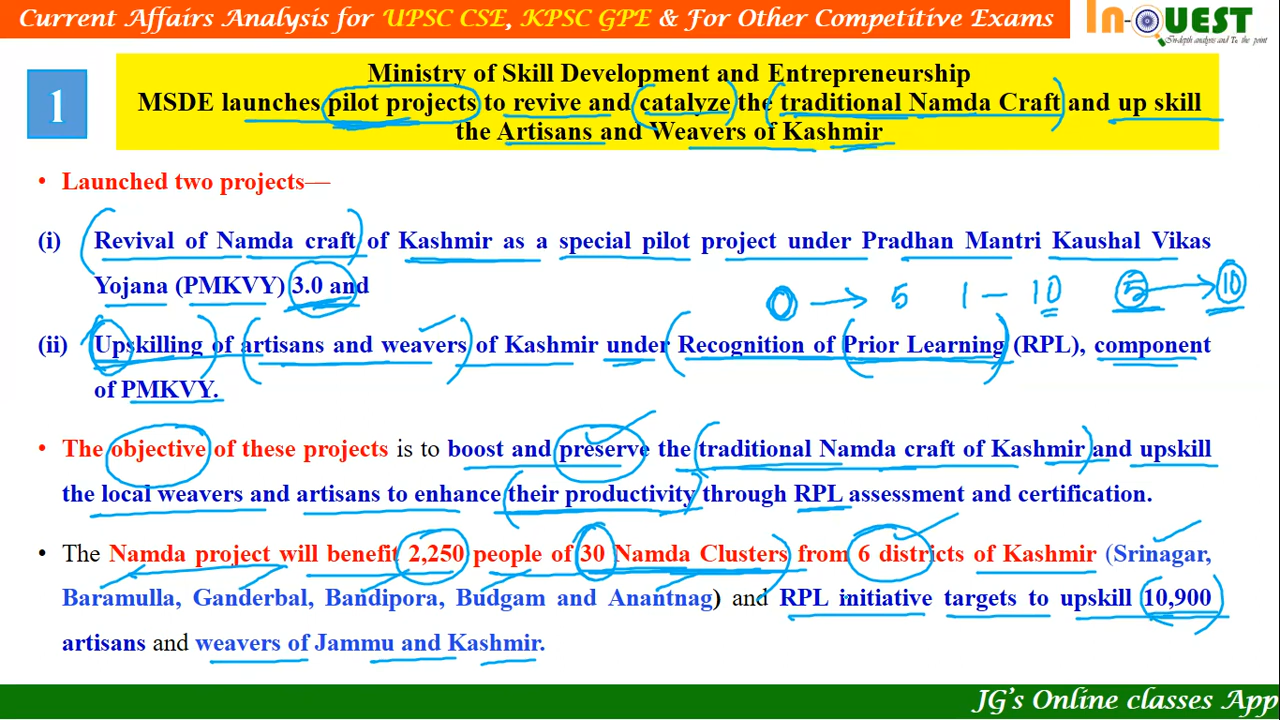 Current Affairs Analysis for UPSC CSE, KPSC GPE & For Other Competitive Exams
In-QUEST
In-depth analyses and To the point
1
Ministry of Skill Development and Entrepreneurship
MSDE launches pilot projects to revive and catalyze the traditional Namda Craft and up skill
the Artisans and Weavers of Kashmir
• Launched two projects—
(i) Revival of Namda craft of Kashmir as a special pilot project under Pradhan Mantri Kaushal Vikas
Yojana (PMKVY) 3.0 and
0 → 5 1 – 10 5 → 10
(ii) Upskilling of artisans and weavers of Kashmir under Recognition of Prior Learning (RPL), component
of PMKVY.
• The objective of these projects is to boost and preserve the traditional Namda craft of Kashmir and upskill
the local weavers and artisans to enhance their productivity through RPL assessment and certification.
• The Namda project will benefit 2,250 people of 30 Namda Clusters from 6 districts of Kashmir (Srinagar,
Baramulla, Ganderbal, Bandipora, Budgam and Anantnag) and RPL initiative targets to upskill 10,900
artisans and weavers of Jammu and Kashmir.
JG's Online classes App